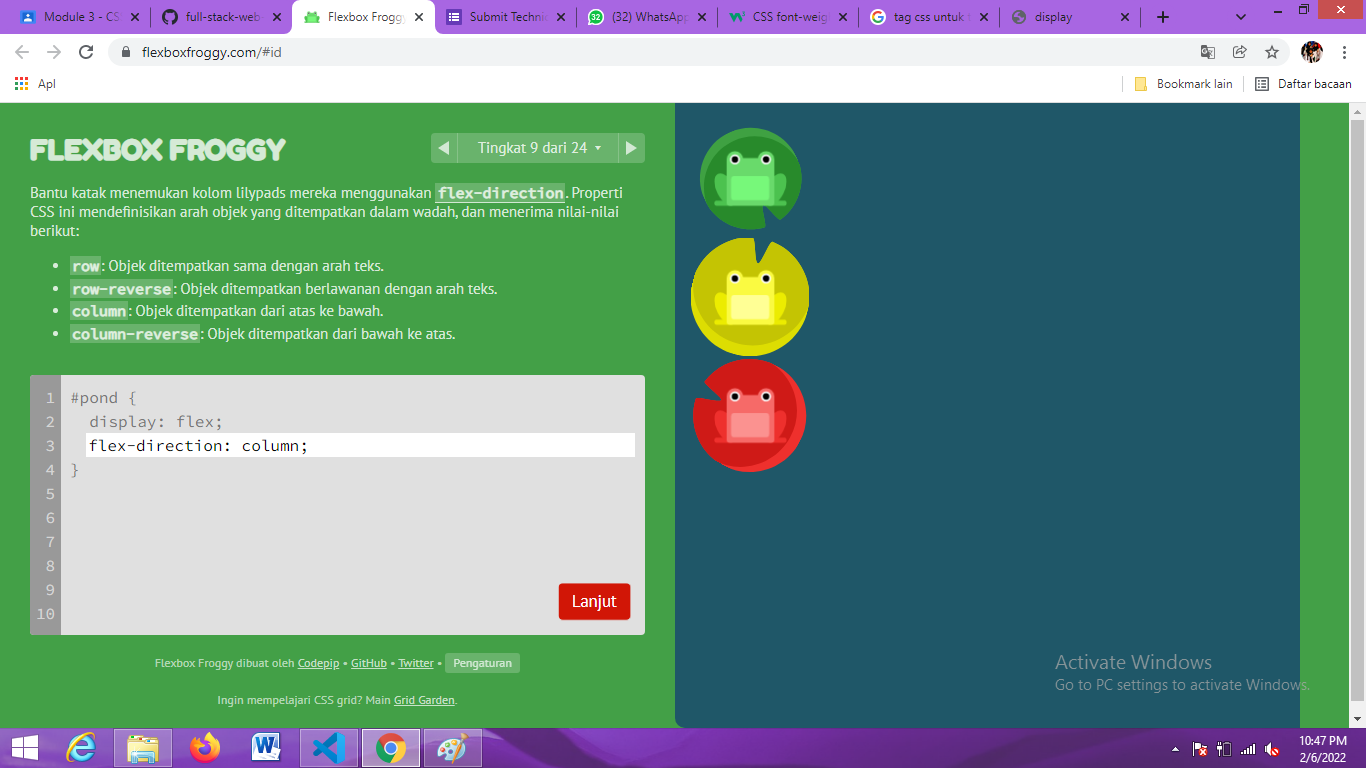 Module 3 - CS
full-stack-web
Flexbox Froggy
Submit Techni
(32) WhatsApp
CSS font-weig
tag css untuk t
display
flexboxfroggy.com/#id
Apl
Bookmark lain
Daftar bacaan
FLEXBOX FROGGY
Tingkat 9 dari 24
Bantu katak menemukan kolom lilypads mereka menggunakan flex-direction. Properti
CSS ini mendefinisikan arah objek yang ditempatkan dalam wadah, dan menerima nilai-nilai
berikut:
row: Objek ditempatkan sama dengan arah teks.
row-reverse: Objek ditempatkan berlawanan dengan arah teks.
column: Objek ditempatkan dari atas ke bawah.
column-reverse: Objek ditempatkan dari bawah ke atas.
1 #pond {
2 display: flex;
3 flex-direction: column;
4 }
5
6
7
8
9
10
Lanjut
Flexbox Froggy dibuat oleh Codepip • GitHub • Twitter • Pengaturan
Ingin mempelajari CSS grid? Main Grid Garden.
Activate Windows
Go to PC settings to activate Windows.
10:47 PM
2/6/2022